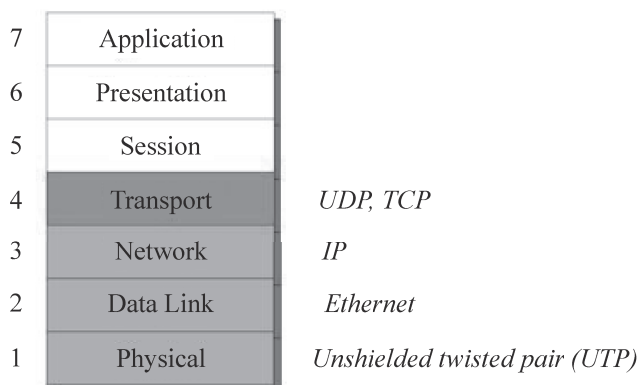 7 Application
6 Presentation
5 Session
4 Transport UDP, TCP
3 Network IP
2 Data Link Ethernet
1 Physical Unshielded twisted pair (UTP)